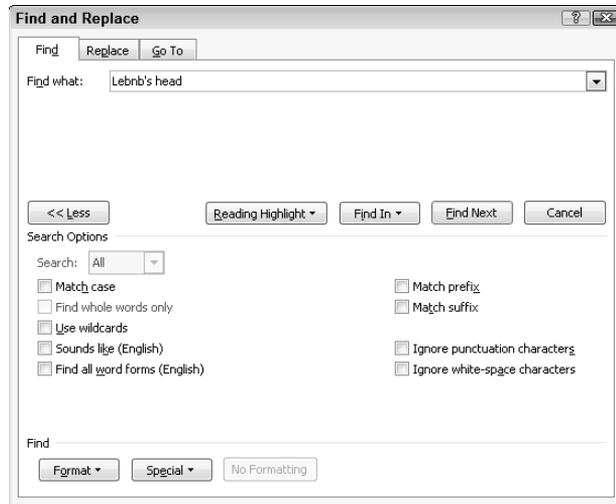 Find and Replace
Find Replace Go To
Find what: Lebnb's head
<< Less Reading Highlight Find In Find Next Cancel
Search Options
Search: All
Match case Match prefix
Find whole words only Match suffix
Use wildcards
Sounds like (English) Ignore punctuation characters
Find all word forms (English) Ignore white-space characters
Find
Format Special No Formatting